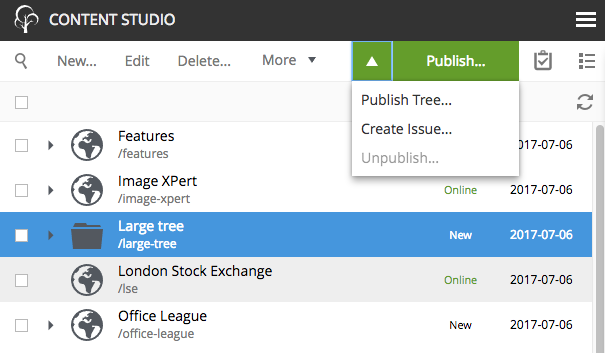 CONTENT STUDIO
New... Edit Delete... More Publish...
Publish Tree...
Create Issue...
Unpublish...
Features 2017-07-06
/features
Image XPert Online 2017-07-06
/image-xpert
Large tree New 2017-07-06
/large-tree
London Stock Exchange Online 2017-07-06
/lse
Office League New 2017-07-06
/office-league